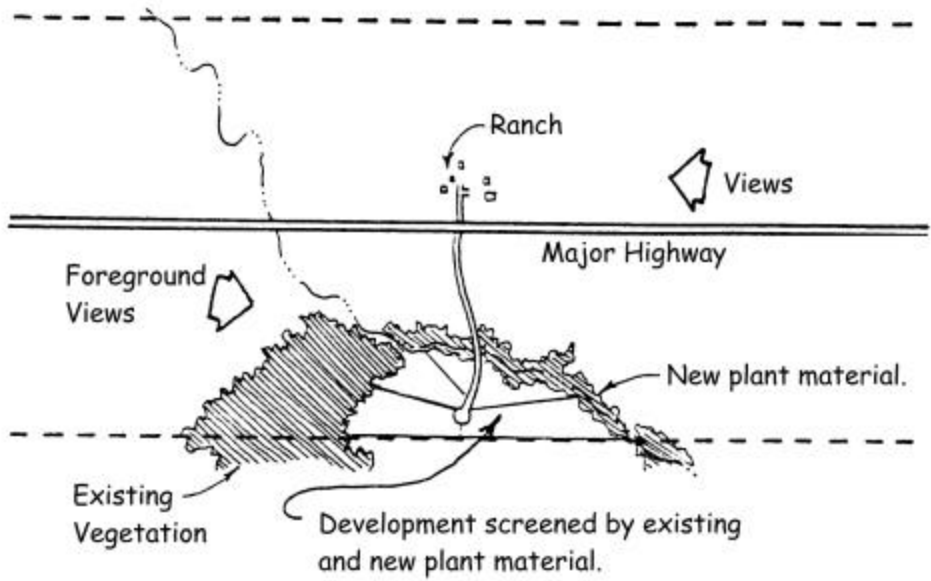 Ranch
Views
Major Highway
Foreground
Views
New plant material.
Existing
Vegetation
Development screened by existing
and new plant material.